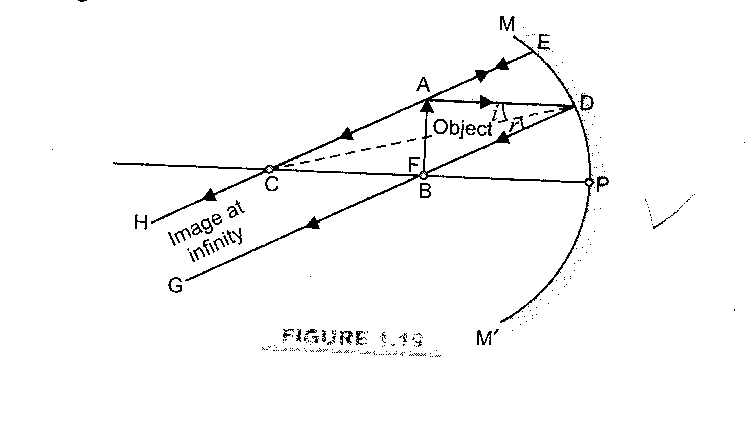 M
E
A
D
Object i r
F
C
B
P
H
Image at
infinity
G
FIGURE 1.19
M′